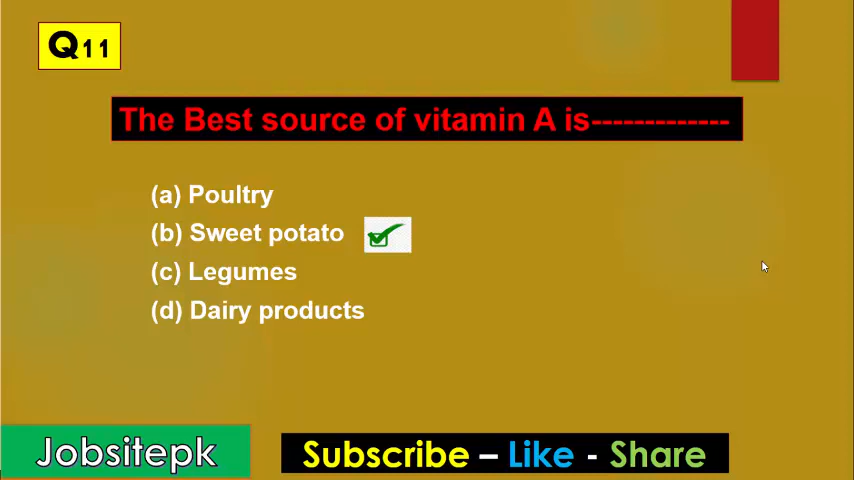 Q11
The Best source of vitamin A is-------------
(a) Poultry
(b) Sweet potato
(c) Legumes
(d) Dairy products
Jobsitepk
Subscribe – Like - Share